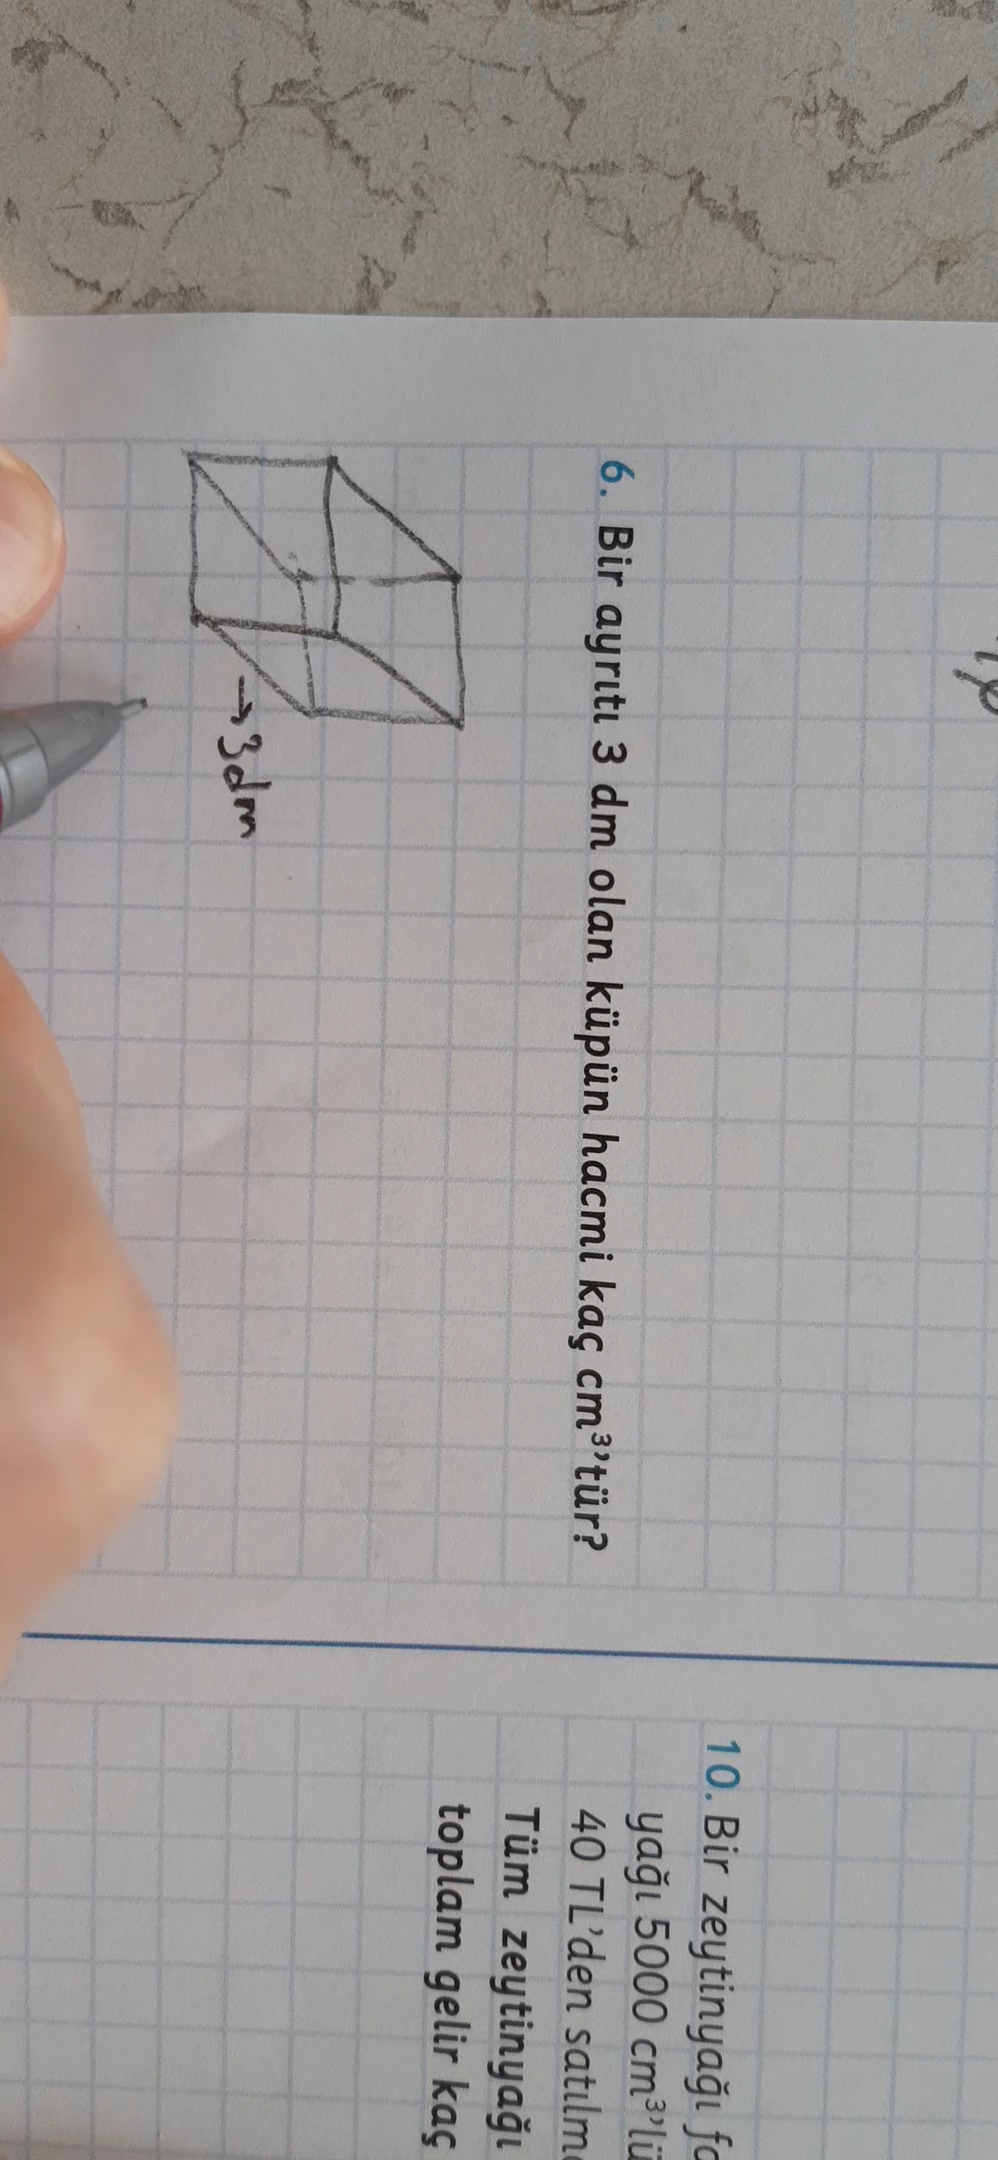 6. Bir ayrıtı 3 dm olan küpün hacmi kaç cm³'tür?
→3dm
10. Bir zeytinyağı
yağı 5000 cm³'lü
40 TL'den
Tüm zeytinyağı
toplam gelir kaç